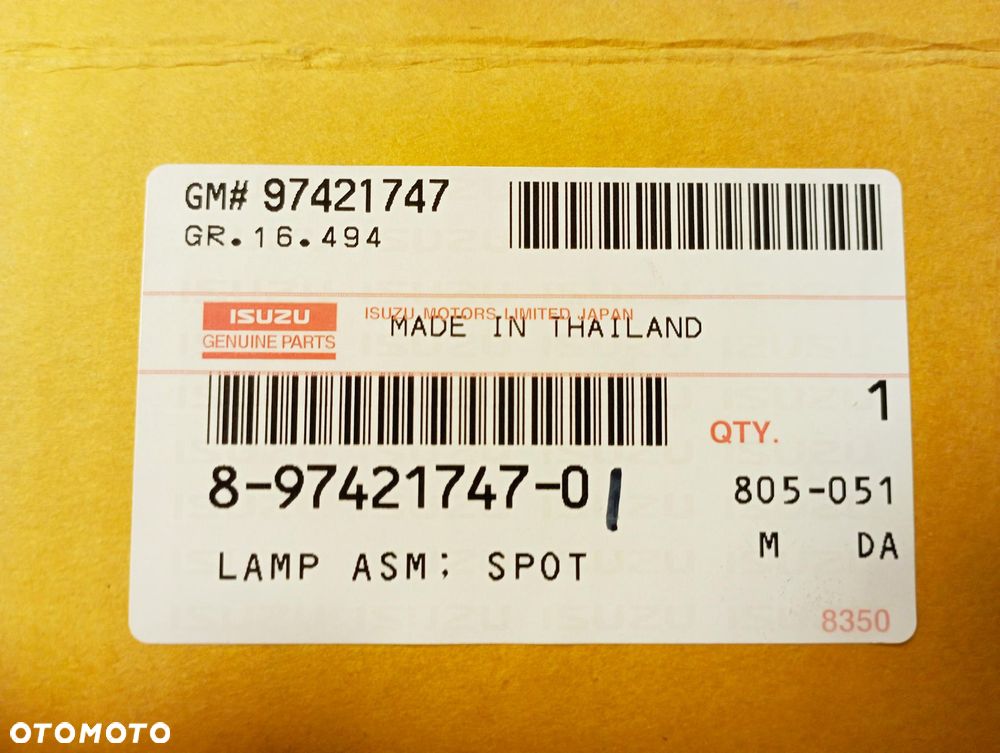 GM# 97421747
GR.16.494
ISUZU
GENUINE PARTS
ISUZU MOTORS LIMITED JAPAN
MADE IN THAILAND
QTY. 1
8-97421747-0/
805-051
M DA
LAMP ASM; SPOT
8350
OTOMOTO